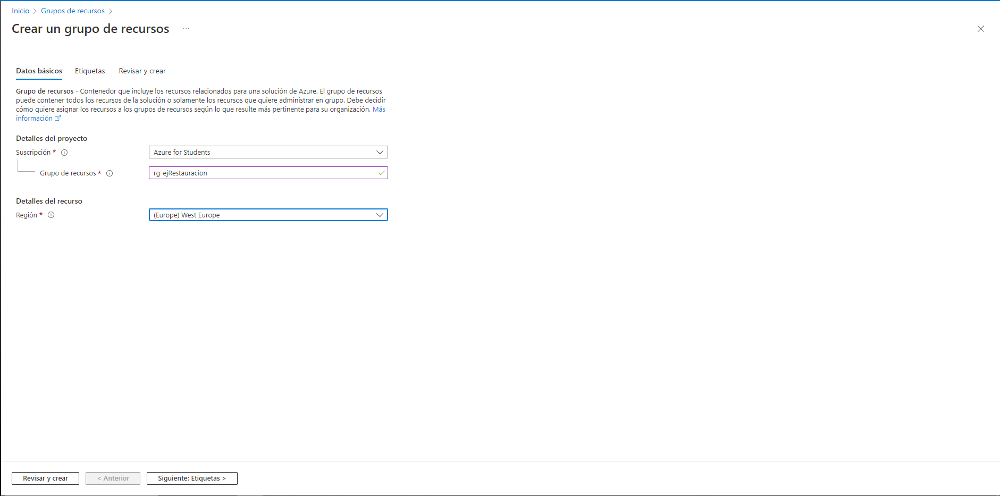 Inicio > Grupos de recursos >
Crear un grupo de recursos ...
Datos básicos Etiquetas Revisar y crear
Grupo de recursos - Contenedor que incluye los recursos relacionados para una solución de Azure. El grupo de recursos
puede contener todos los recursos de la solución o solamente los recursos que quiere administrar en grupo. Debe decidir
cómo quiere asignar los recursos a los grupos de recursos según lo que resulte más pertinente para su organización. Más
información
Detalles del proyecto
Suscripción * Azure for Students
Grupo de recursos * rg-ejRestauracion
Detalles del recurso
Región * (Europe) West Europe
Revisar y crear < Anterior Siguiente: Etiquetas >